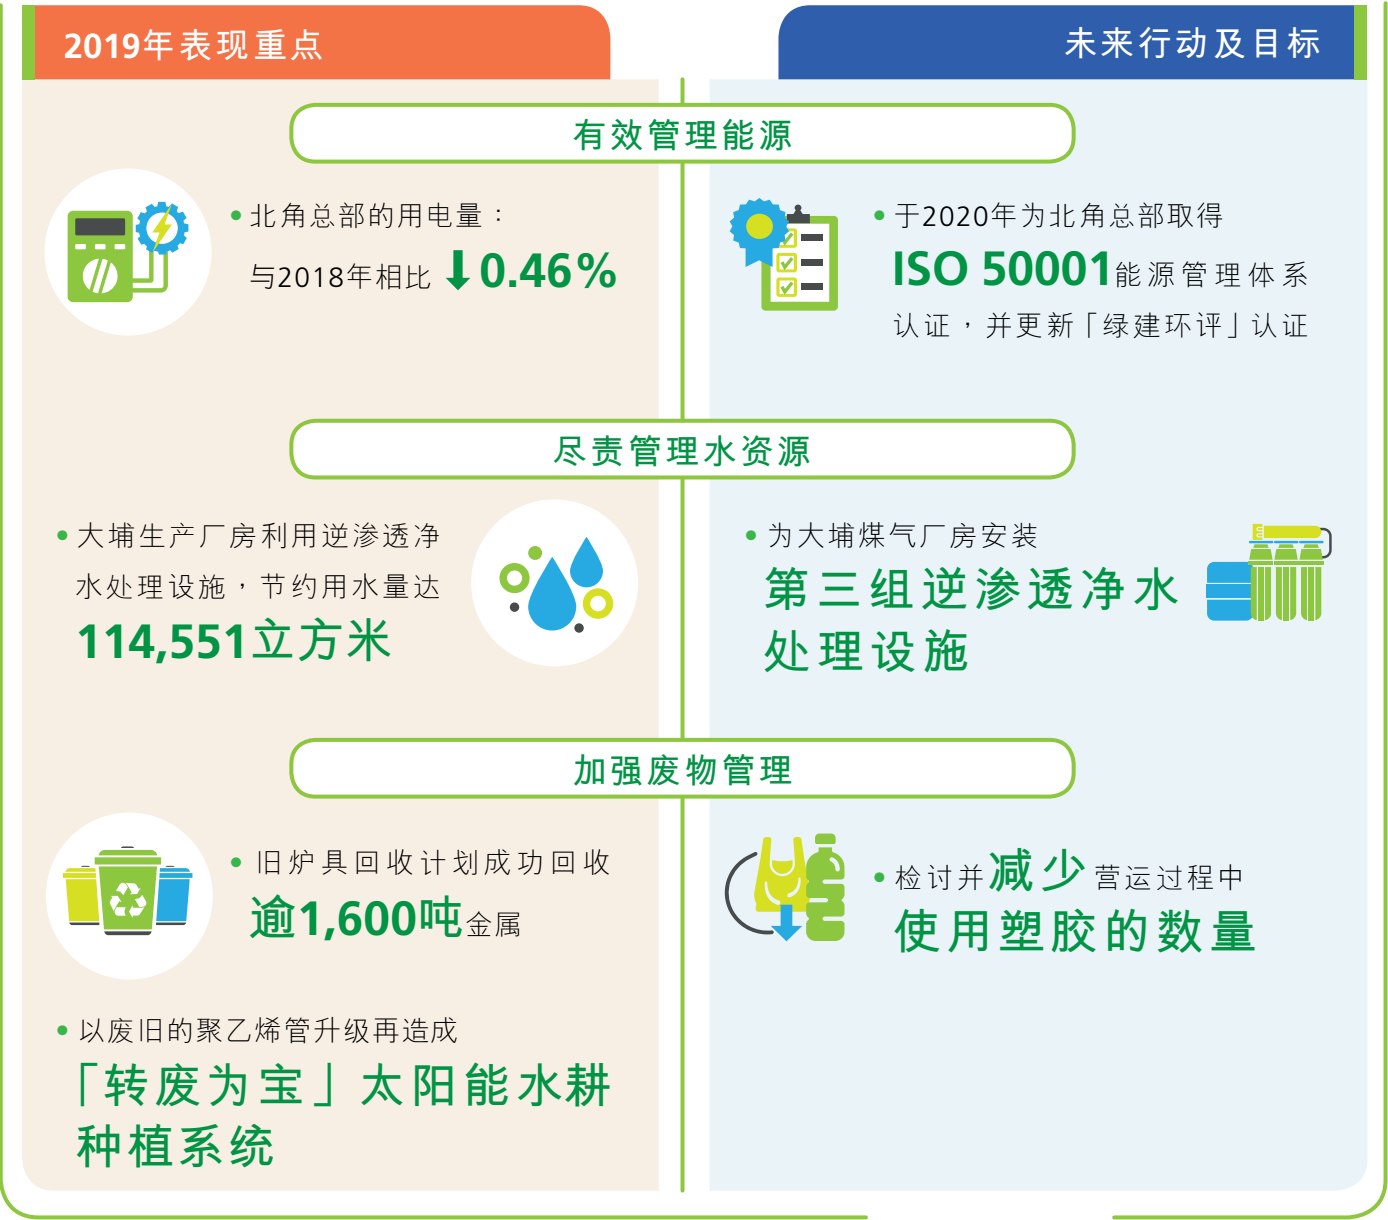 2019年表现重点
未来行动及目标
有效管理能源
•北角总部的用电量：
与2018年相比 ⬇0.46%
•于2020年为北角总部取得
ISO 50001能源管理体系
认证，并更新「绿建环评」认证
尽责管理水资源
•大埔生产厂房利用逆渗透净
水处理设施，节约用水量达
114,551立方米
•为大埔煤气厂房安装
第三组逆渗透净水
处理设施
加强废物管理
•旧炉具回收计划成功回收
逾1,600吨金属
•以废旧的聚乙烯管升级再造成
「转废为宝」太阳能水耕
种植系统
•检讨并减少营运过程中
使用塑胶的数量